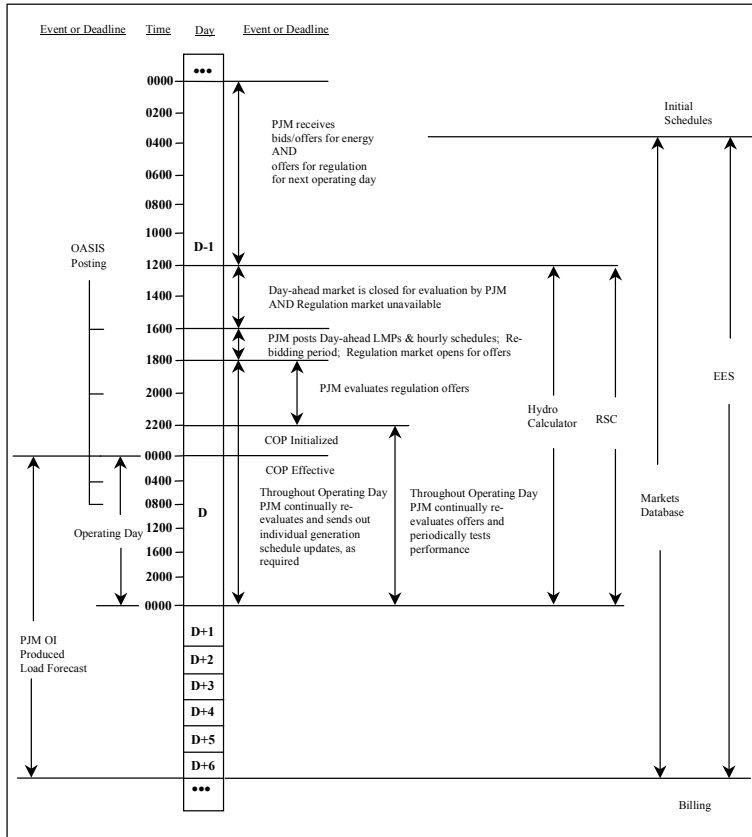 Event or Deadline Time Day Event or Deadline
•••
0000
0200
0400
0600
0800
1000
1200
1400
1600
1800
2000
2200
0000
0400
0800
1200
1600
2000
0000
D-1
D
D+1
D+2
D+3
D+4
D+5
D+6
•••
OASIS
Posting
Operating Day
PJM OI
Produced
Load Forecast
PJM receives
bids/offers for energy
AND
offers for regulation
for next operating day
Day-ahead market is closed for evaluation by PJM
AND Regulation market unavailable
PJM posts Day-ahead LMPs & hourly schedules; Re-
bidding period; Regulation market opens for offers
PJM evaluates regulation offers
COP Initialized
COP Effective
Throughout Operating Day
PJM continually re-
evaluates and sends out
individual generation
schedule updates, as
required
Throughout Operating Day
PJM continually re-
evaluates offers and
periodically tests
performance
Hydro
Calculator
RSC
Initial
Schedules
Markets
Database
EES
Billing